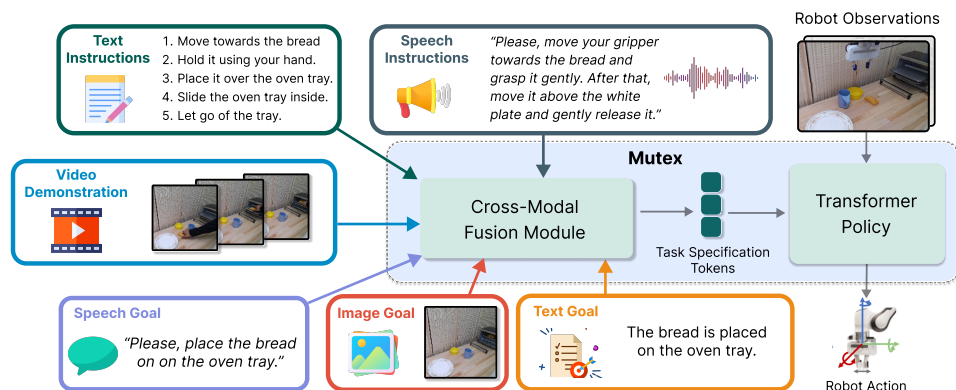 Text
Instructions
1. Move towards the bread
2. Hold it using your hand.
3. Place it over the oven tray.
4. Slide the oven tray inside.
5. Let go of the tray.
Speech
Instructions
“Please, move your gripper
towards the bread and
grasp it gently. After that,
move it above the white
plate and gently release it.”
Robot Observations
Video
Demonstration
Mutex
Cross-Modal
Fusion Module
Task Specification
Tokens
Transformer
Policy
Speech Goal
“Please, place the bread
on on the oven tray.”
Image Goal
Text Goal
The bread is placed
on the oven tray.
Robot Action